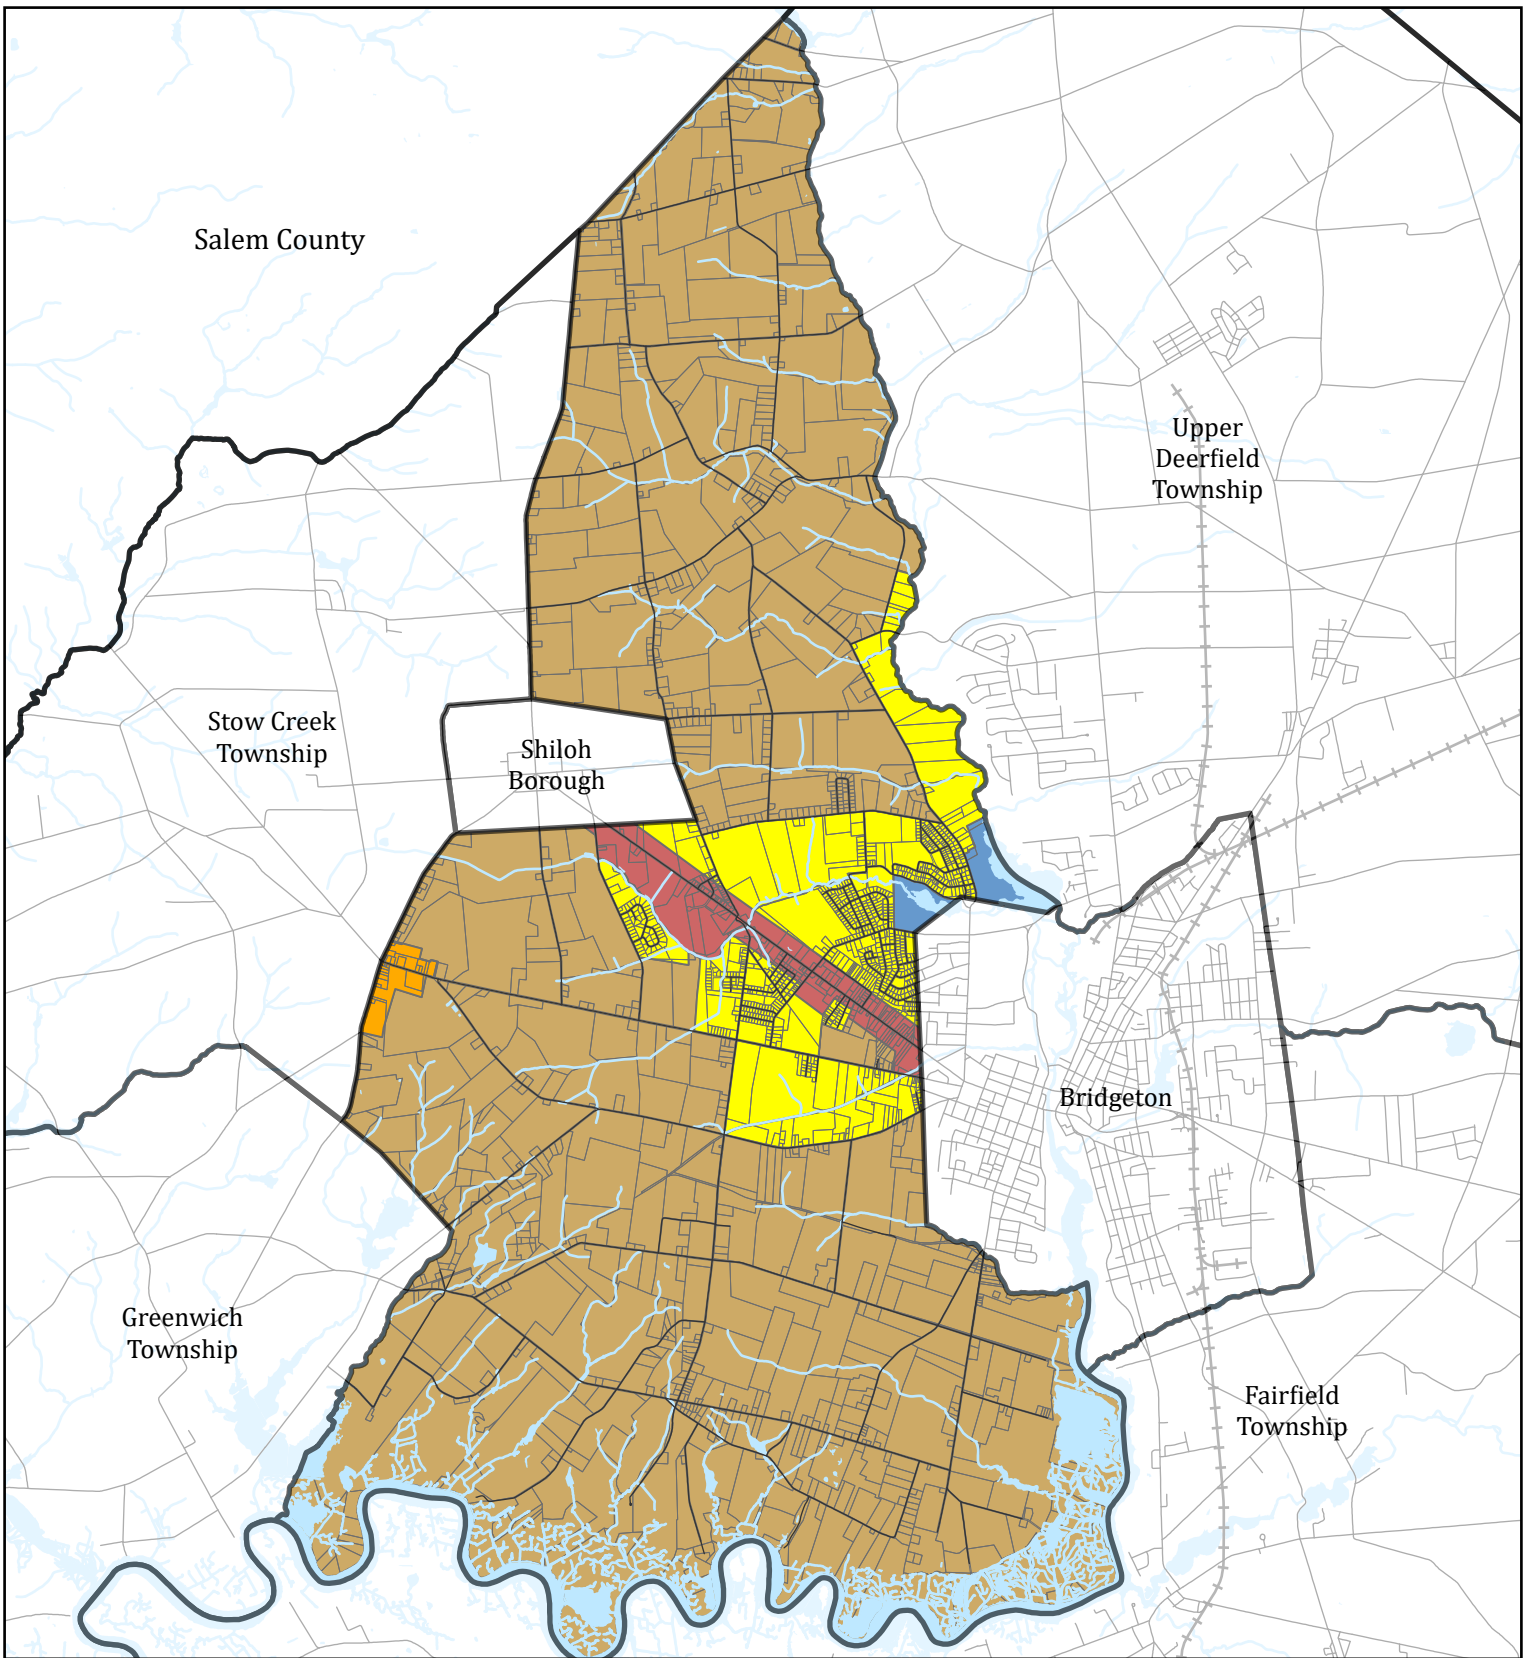 Salem County
Upper
Deerfield
Township
Stow Creek
Township
Shiloh
Borough
Bridgeton
Greenwich
Township
Fairfield
Township